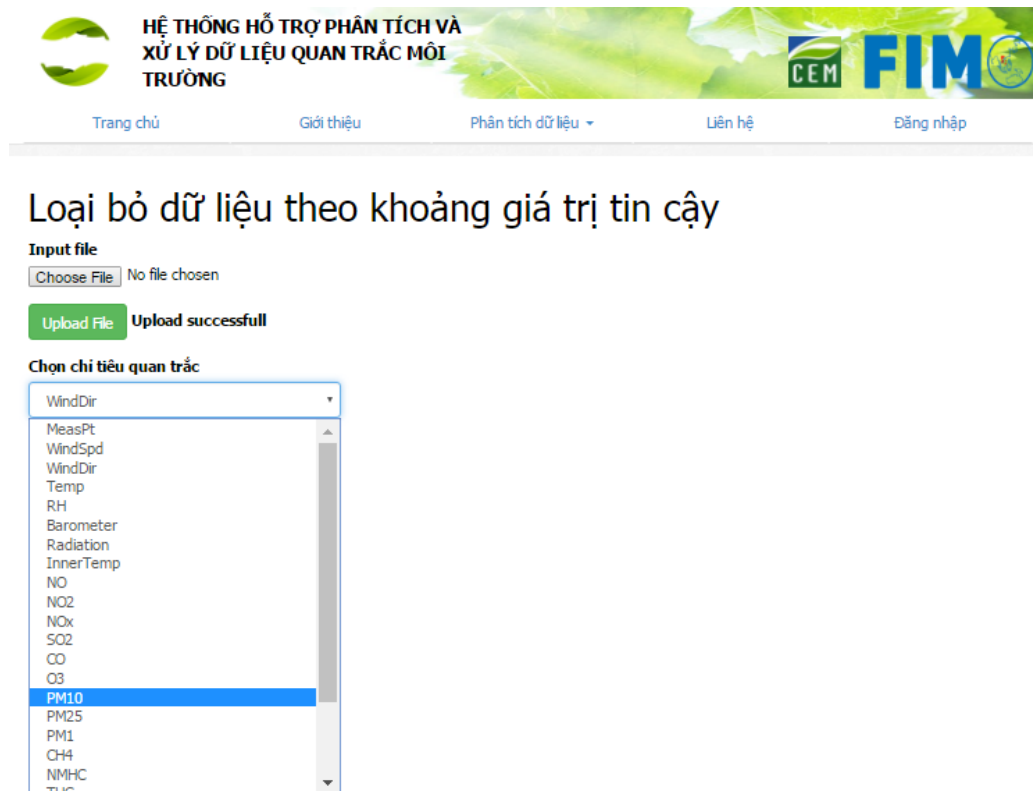 HỆ THỐNG HỖ TRỢ PHÂN TÍCH VÀ
XỬ LÝ DỮ LIỆU QUAN TRẮC MÔI
TRƯỜNG
CEM FIMO
Trang chủ Giới thiệu Phân tích dữ liệu Liên hệ Đăng nhập
Loại bỏ dữ liệu theo khoảng giá trị tin cậy
Input file
Choose File No file chosen
Upload File Upload successfull
Chọn chỉ tiêu quan trắc
WindDir
MeasPt
WindSpd
WindDir
Temp
RH
Barometer
Radiation
InnerTemp
NO
NO2
NOx
SO2
CO
O3
PM10
PM25
PM1
CH4
NMHC